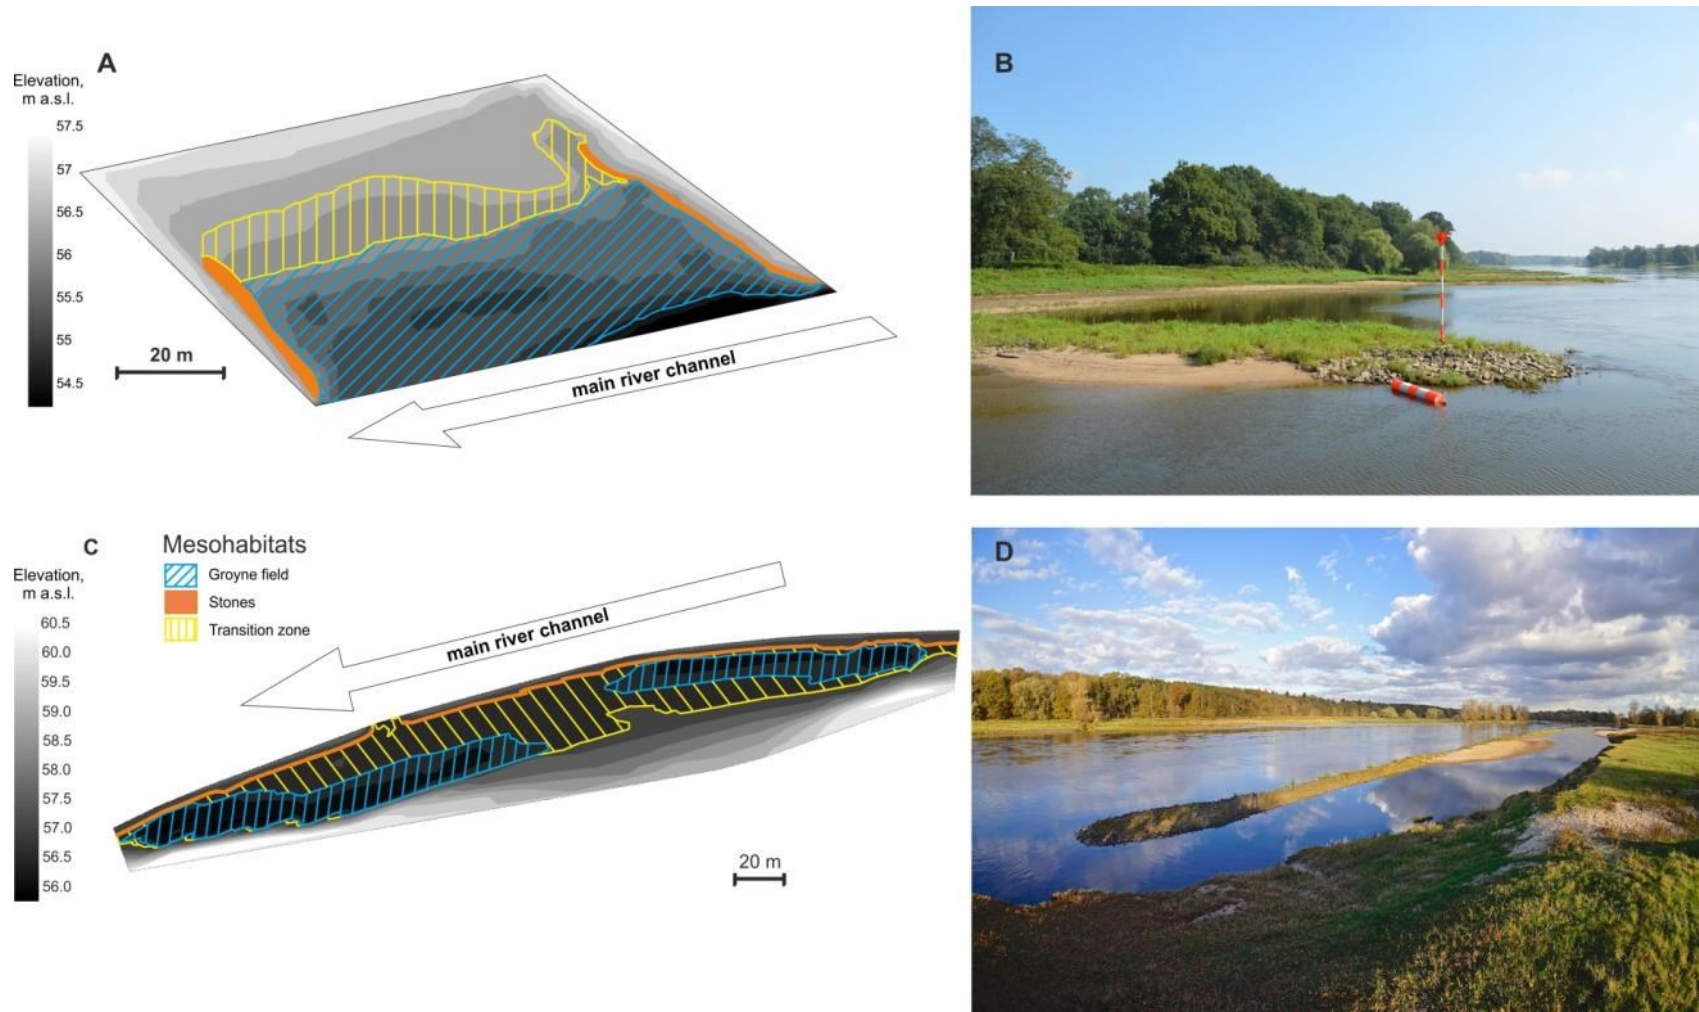 A
Elevation,
m a.s.l.
57.5
57
56.5
56
55.5
55
54.5
20 m
main river channel
B
C
Mesohabitats
Groyne field
Stones
Transition zone
Elevation,
m a.s.l.
60.5
60.0
59.5
59.0
58.5
58.0
57.5
57.0
56.5
56.0
main river channel
20 m
D